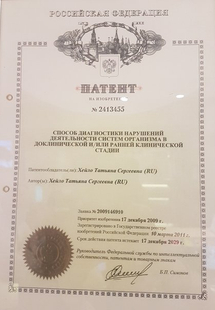 РОССИЙСКАЯ ФЕДЕРАЦИЯ
ПАТЕНТ
НА ИЗОБРЕТЕНИЕ
№ 2413455
СПОСОБ ДИАГНОСТИКИ НАРУШЕНИЙ
ДЕЯТЕЛЬНОСТИ СИСТЕМ ОРГАНИЗМА В
ДОКЛИНИЧЕСКОЙ И/ИЛИ РАННЕЙ КЛИНИЧЕСКОЙ
СТАДИИ
Патентообладатель(ли): Хейло Татьяна Сергеевна (RU)
Автор(ы): Хейло Татьяна Сергеевна (RU)
Заявка № 2009146910
Приоритет изобретения 17 декабря 2009 г.
Зарегистрировано в Государственном реестре
изобретений Российской Федерации 10 марта 2011 г.
Срок действия патента истекает 17 декабря 2029 г.
Руководитель Федеральной службы по интеллектуальной
собственности, патентам и товарным знакам
Б.П. Симонов